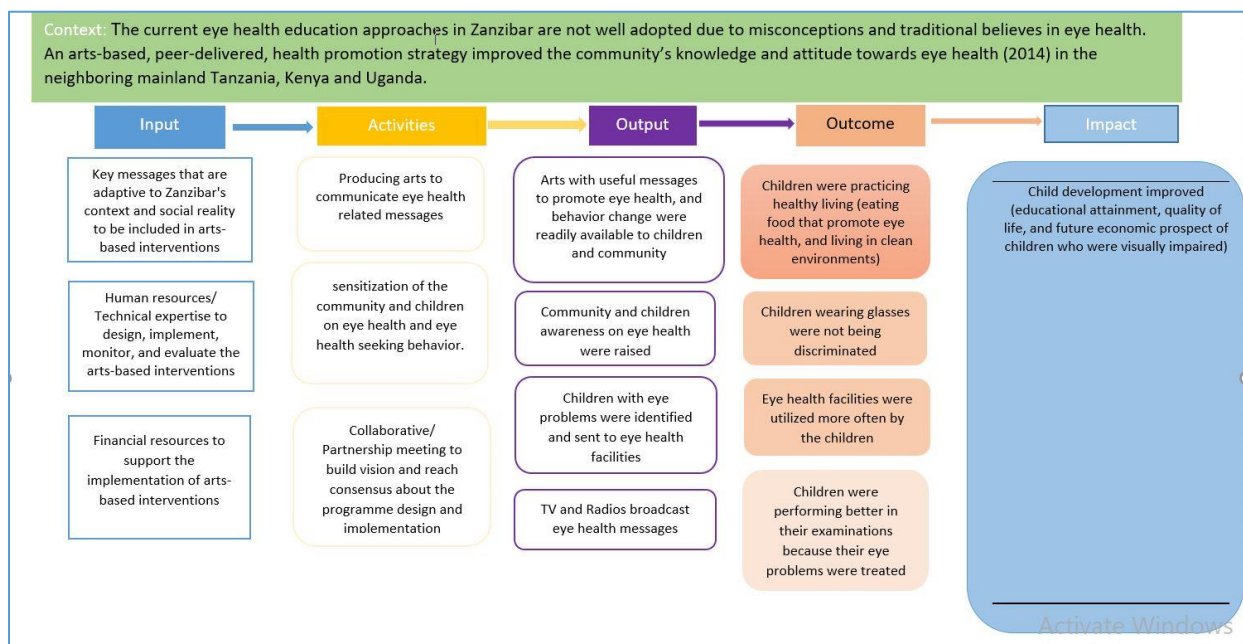 Context: The current eye health education approaches in Zanzibar are not well adopted due to misconceptions and traditional believes in eye health.
An arts-based, peer-delivered, health promotion strategy improved the community's knowledge and attitude towards eye health (2014) in the
neighboring mainland Tanzania, Kenya and Uganda.
Input
Activities
Output
Outcome
Impact
Key messages that are
adaptive to Zanzibar's
context and social reality
to be included in arts-
based interventions
Human resources/
Technical expertise to
design, implement,
monitor, and evaluate the
arts-based interventions
Financial resources to
support the
implementation of arts-
based interventions
Producing arts to
communicate eye health
related messages
sensitization of the
community and children
on eye health and eye
health seeking behavior.
Collaborative/
Partnership meeting to
build vision and reach
consensus about the
programme design and
implementation
Arts with useful messages
to promote eye health, and
behavior change were
readily available to children
and community
Community and children
awareness on eye health
were raised
Children with eye
problems were identified
and sent to eye health
facilities
TV and Radios broadcast
eye health messages
Children were practicing
healthy living (eating
food that promote eye
health, and living in clean
environments)
Children wearing glasses
were not being
discriminated
Eye health facilities were
utilized more often by
the children
Children were
performing better in
their examinations
because their eye
problems were treated
Child development improved
(educational attainment, quality of
life, and future economic prospect of
children who were visually impaired)
Activate Windows